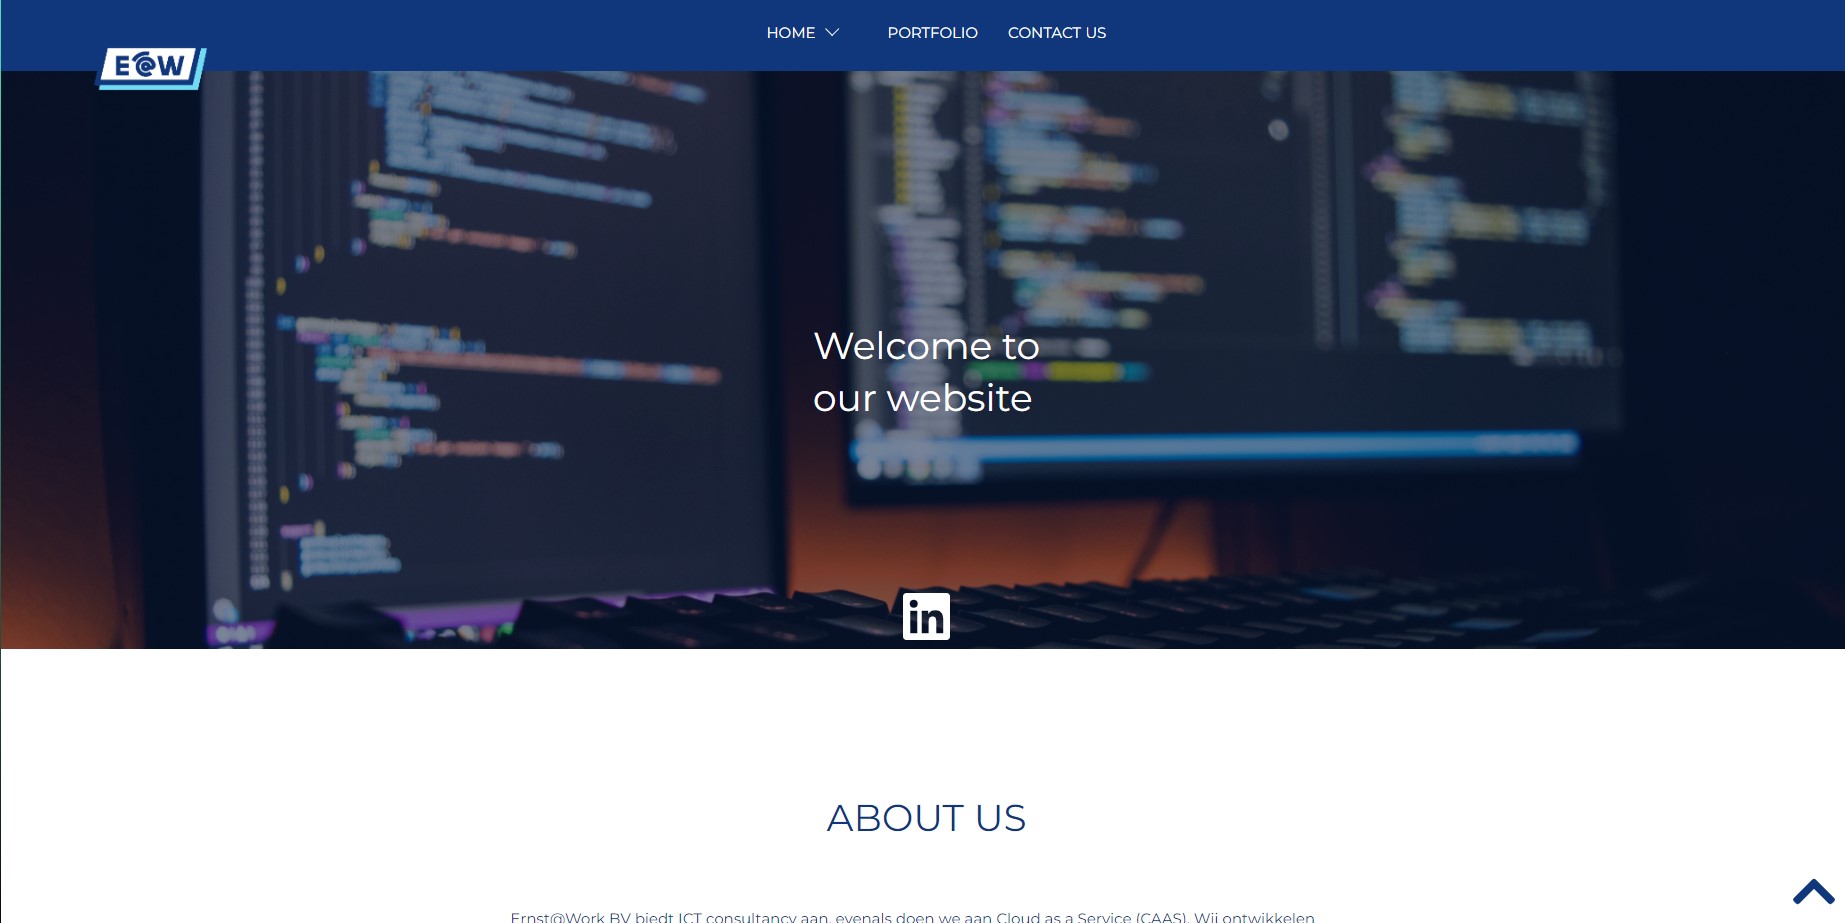 HOME
PORTFOLIO
CONTACT US
E@W
Welcome to
our website
in
ABOUT US
Ernst@Work BV biedt ICT consultancy aan, evenals doen we aan Cloud as a Service (CAAS). Wij ontwikkelen